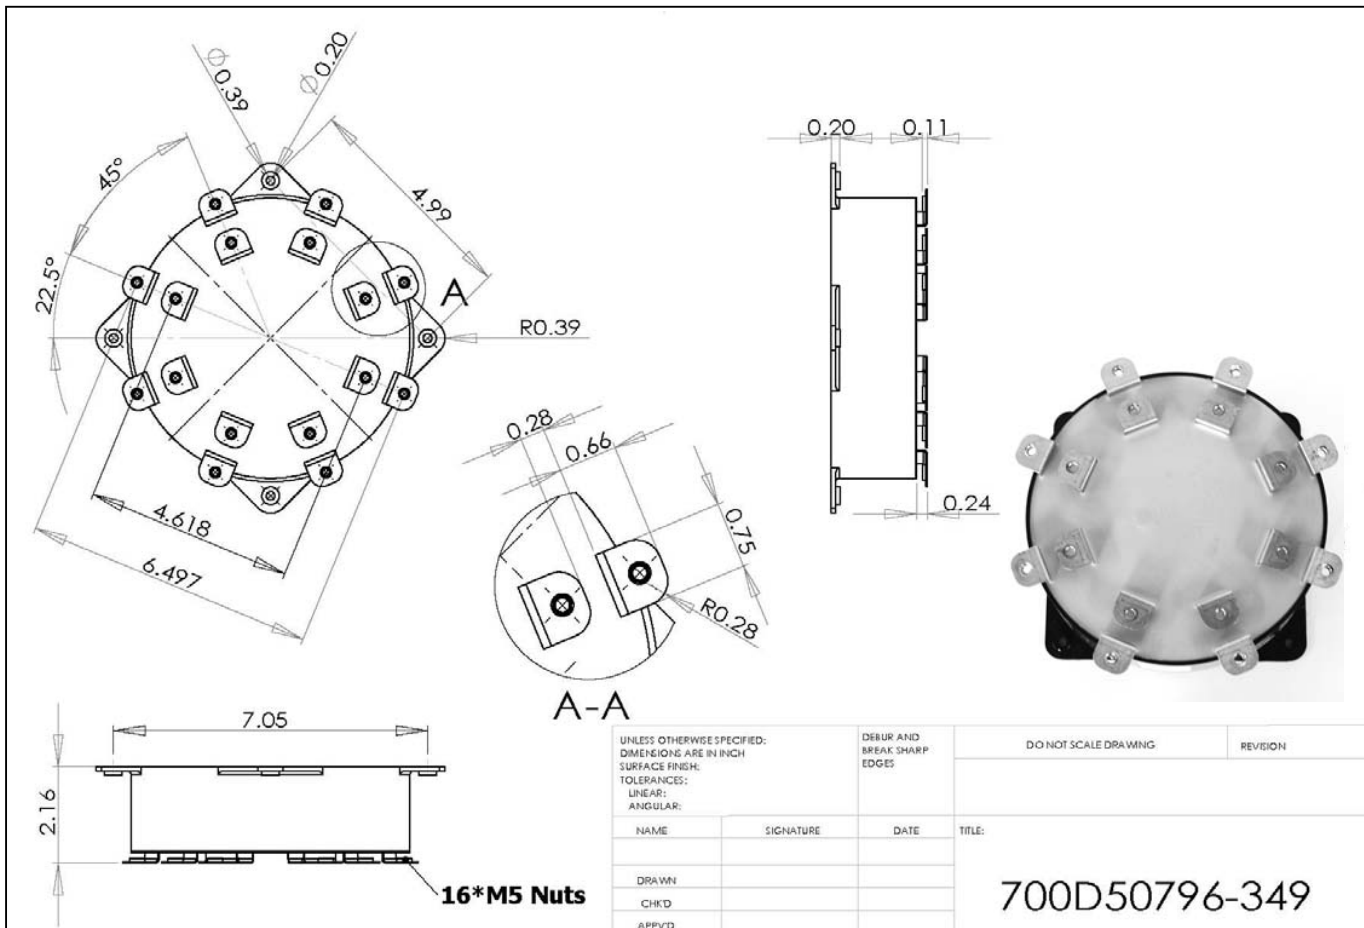 ∅ 0.39
∅ 0.20
45°
22.5°
4.99
A
R0.39
4.618
6.497
0.20
0.11
0.24
0.28
0.66
0.75
R0.28
A-A
7.05
2.16
16*M5 Nuts
UNLESS OTHERWISE SPECIFIED:
DIMENSIONS ARE IN INCH
SURFACE FINISH:
TOLERANCES:
LINEAR:
ANGULAR:
DEBUR AND
BREAK SHARP
EDGES
DO NOT SCALE DRAWING
REVISION
NAME
SIGNATURE
DATE
TITLE:
DRAWN
CHK'D
APPV'D
700D50796-349